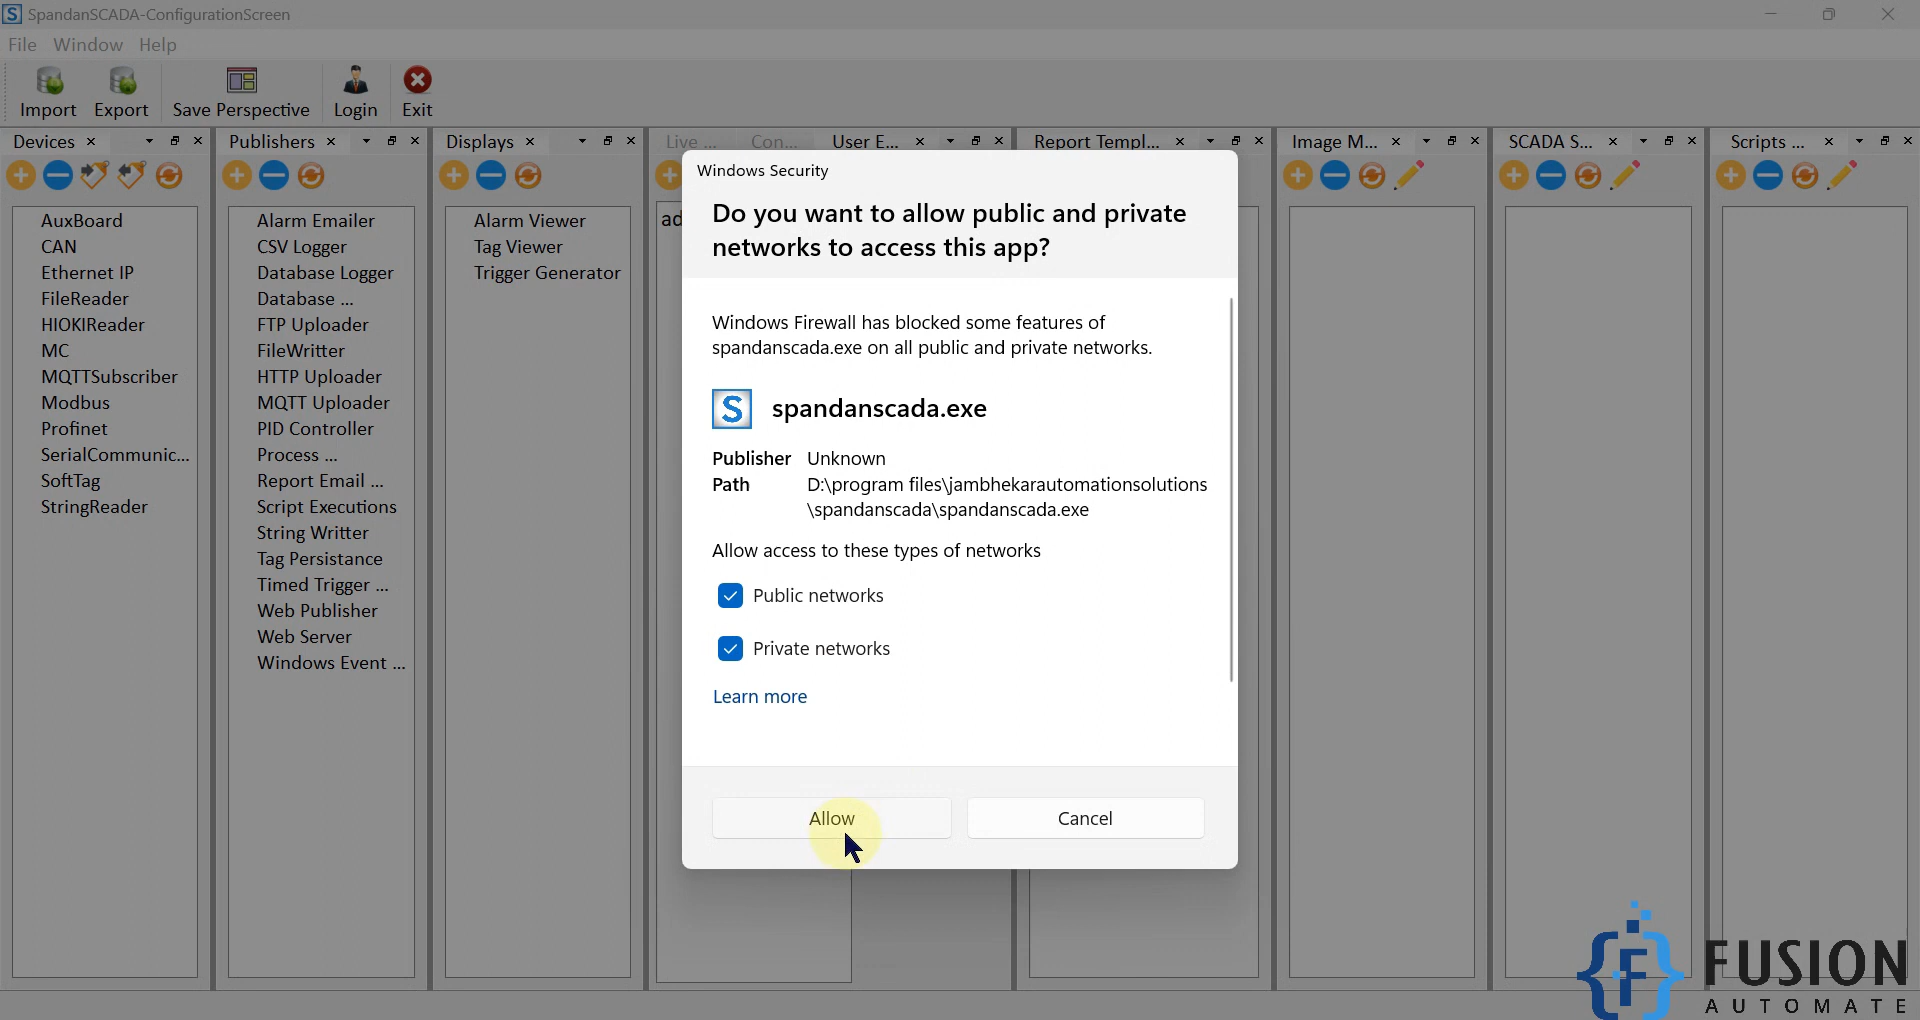 SpandanSCADA-ConfigurationScreen
File Window Help
Import Export Save Perspective Login Exit
Devices Publishers Displays Live ... Con... User E... Report Templ... Image M... SCADA S... Scripts ...
AuxBoard
CAN
Ethernet IP
FileReader
HIOKIReader
MC
MQTTSubscriber
Modbus
Profinet
SerialCommunic...
SoftTag
StringReader
Alarm Emailer
CSV Logger
Database Logger
Database ...
FTP Uploader
FileWritter
HTTP Uploader
MQTT Uploader
PID Controller
Process ...
Report Email ...
Script Executions
String Writter
Tag Persistance
Timed Trigger ...
Web Publisher
Web Server
Windows Event ...
Alarm Viewer
Tag Viewer
Trigger Generator
ad
Windows Security
Do you want to allow public and private
networks to access this app?
Windows Firewall has blocked some features of
spandanscada.exe on all public and private networks.
S spandanscada.exe
Publisher Unknown
Path D:\program files\jambhekarautomationsolutions
\spandanscada\spandanscada.exe
Allow access to these types of networks
Public networks
Private networks
Learn more
Allow Cancel
FUSION
AUTOMATE